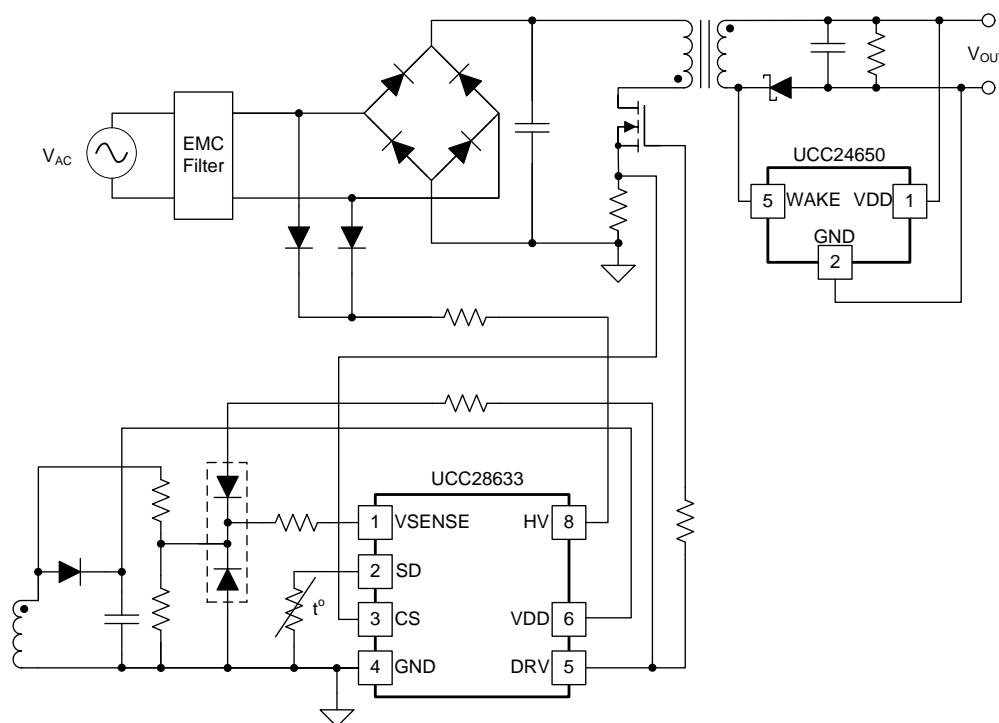 EMC
Filter
VAC
VOUT
UCC24650
5
WAKE
VDD
1
GND
2
UCC28633
1
VSENSE
HV
8
2
SD
t°
3
CS
VDD
6
4
GND
DRV
5